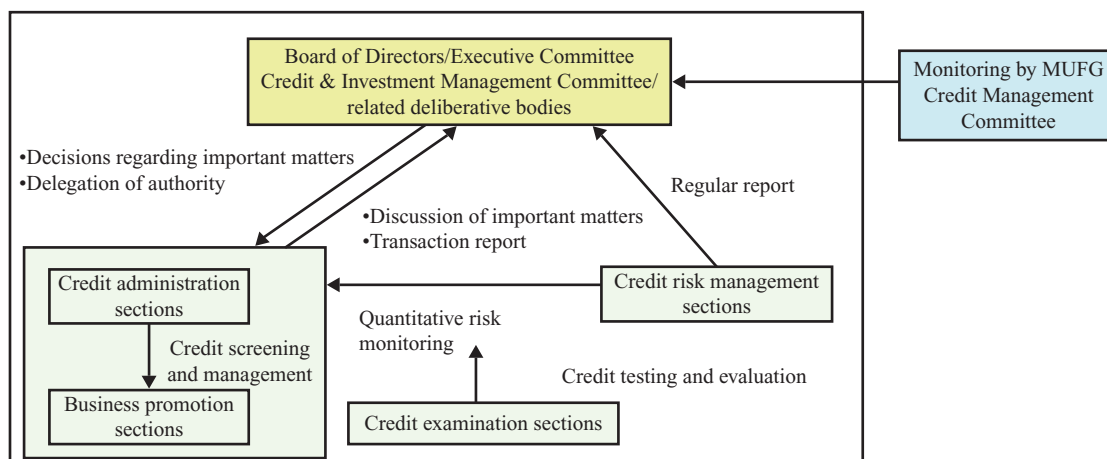 Board of Directors/Executive Committee
Credit & Investment Management Committee/
related deliberative bodies
Monitoring by MUFG
Credit Management
Committee
•Decisions regarding important matters
•Delegation of authority
Regular report
•Discussion of important matters
•Transaction report
Credit administration
sections
Credit risk management
sections
Quantitative risk
monitoring
Credit screening
and management
Credit testing and evaluation
Business promotion
sections
Credit examination sections